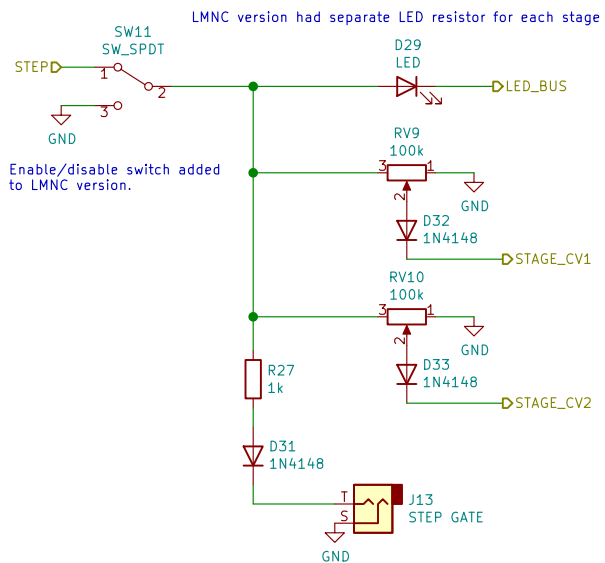 LMNC version had separate LED resistor for each stage
SW11
SW_SPDT
D29
LED
STEP
1
2
3
GND
LED_BUS
RV9
100k
3
1
2
GND
Enable/disable switch added
to LMNC version.
D32
1N4148
STAGE_CV1
RV10
100k
3
1
2
GND
R27
1k
D33
1N4148
STAGE_CV2
D31
1N4148
T
S
J13
STEP GATE
GND